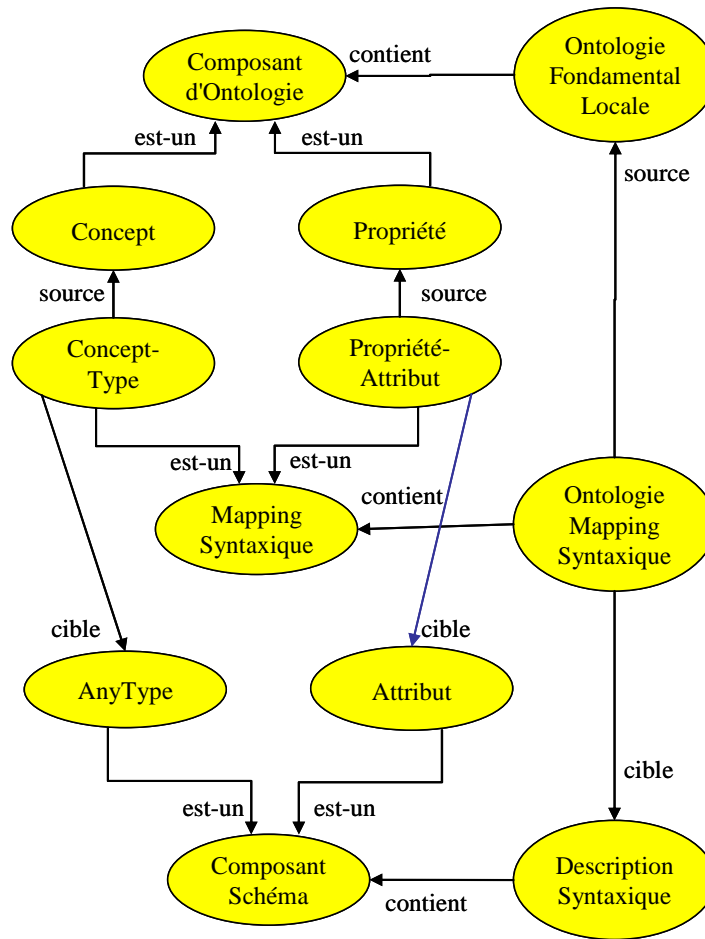 Composant
d'Ontologie
contient
Ontologie
Fondamental
Locale
est-un
est-un
source
Concept
Propriété
source
source
Concept-
Type
Propriété-
Attribut
est-un
est-un
contient
Mapping
Syntaxique
Ontologie
Mapping
Syntaxique
cible
cible
AnyType
Attribut
cible
est-un
est-un
Composant
Schéma
contient
Description
Syntaxique